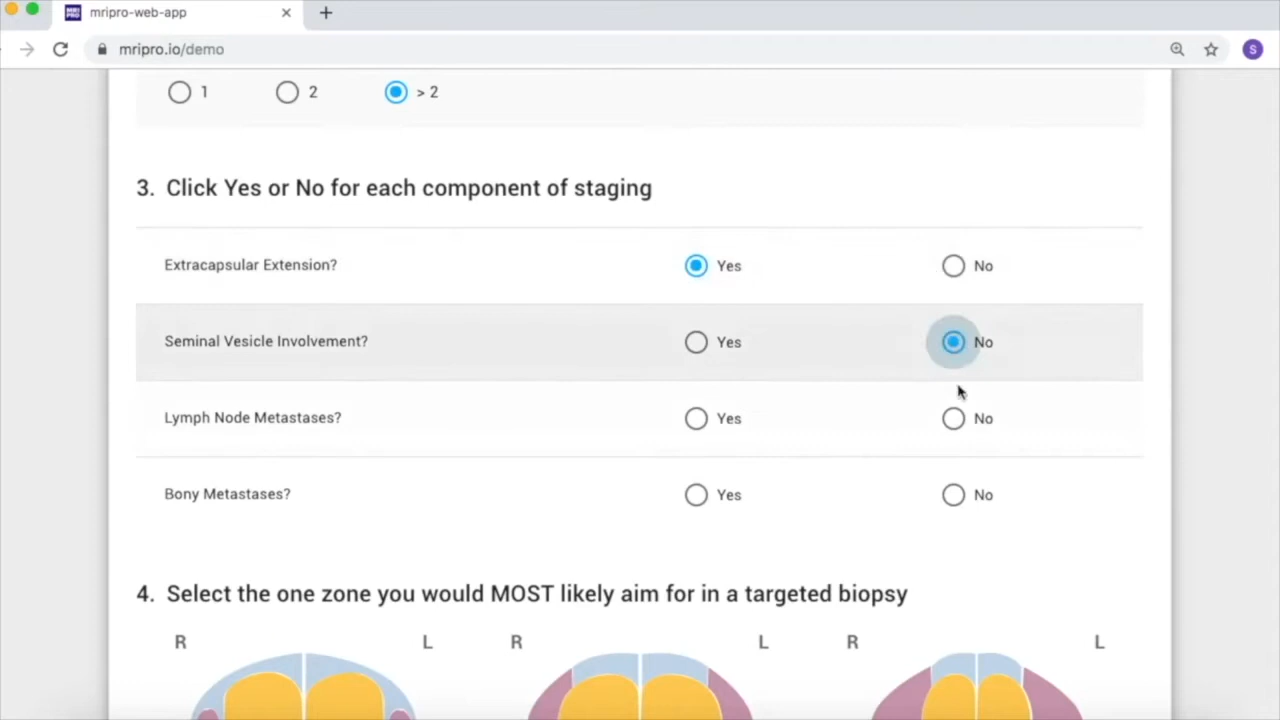 MRI PRO mripro-web-app
mripro.io/demo S
1 2 > 2
3. Click Yes or No for each component of staging
Extracapsular Extension? Yes No
Seminal Vesicle Involvement? Yes No
Lymph Node Metastases? Yes No
Bony Metastases? Yes No
4. Select the one zone you would MOST likely aim for in a targeted biopsy
R L R L R L